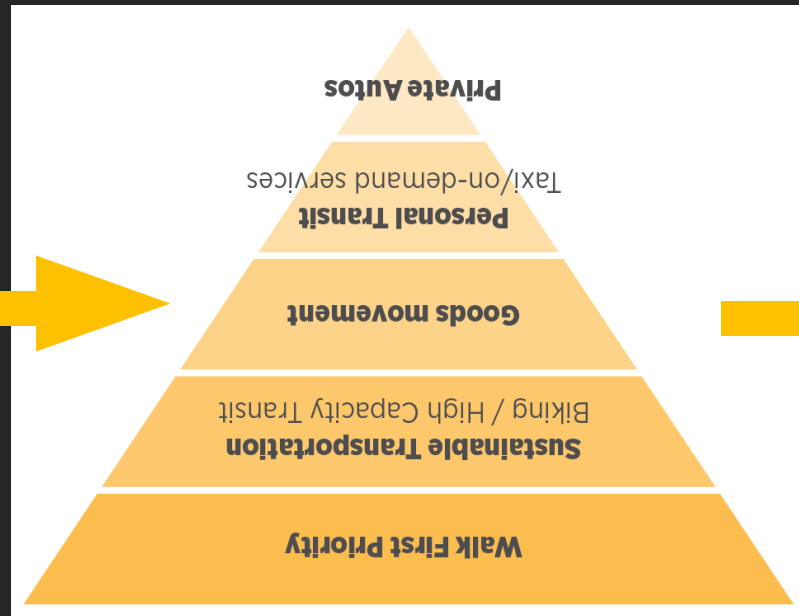 Walk First Priority
Sustainable Transportation
Biking / High Capacity Transit
Goods movement
Personal Transit
Taxi/on-demand services
Private Autos